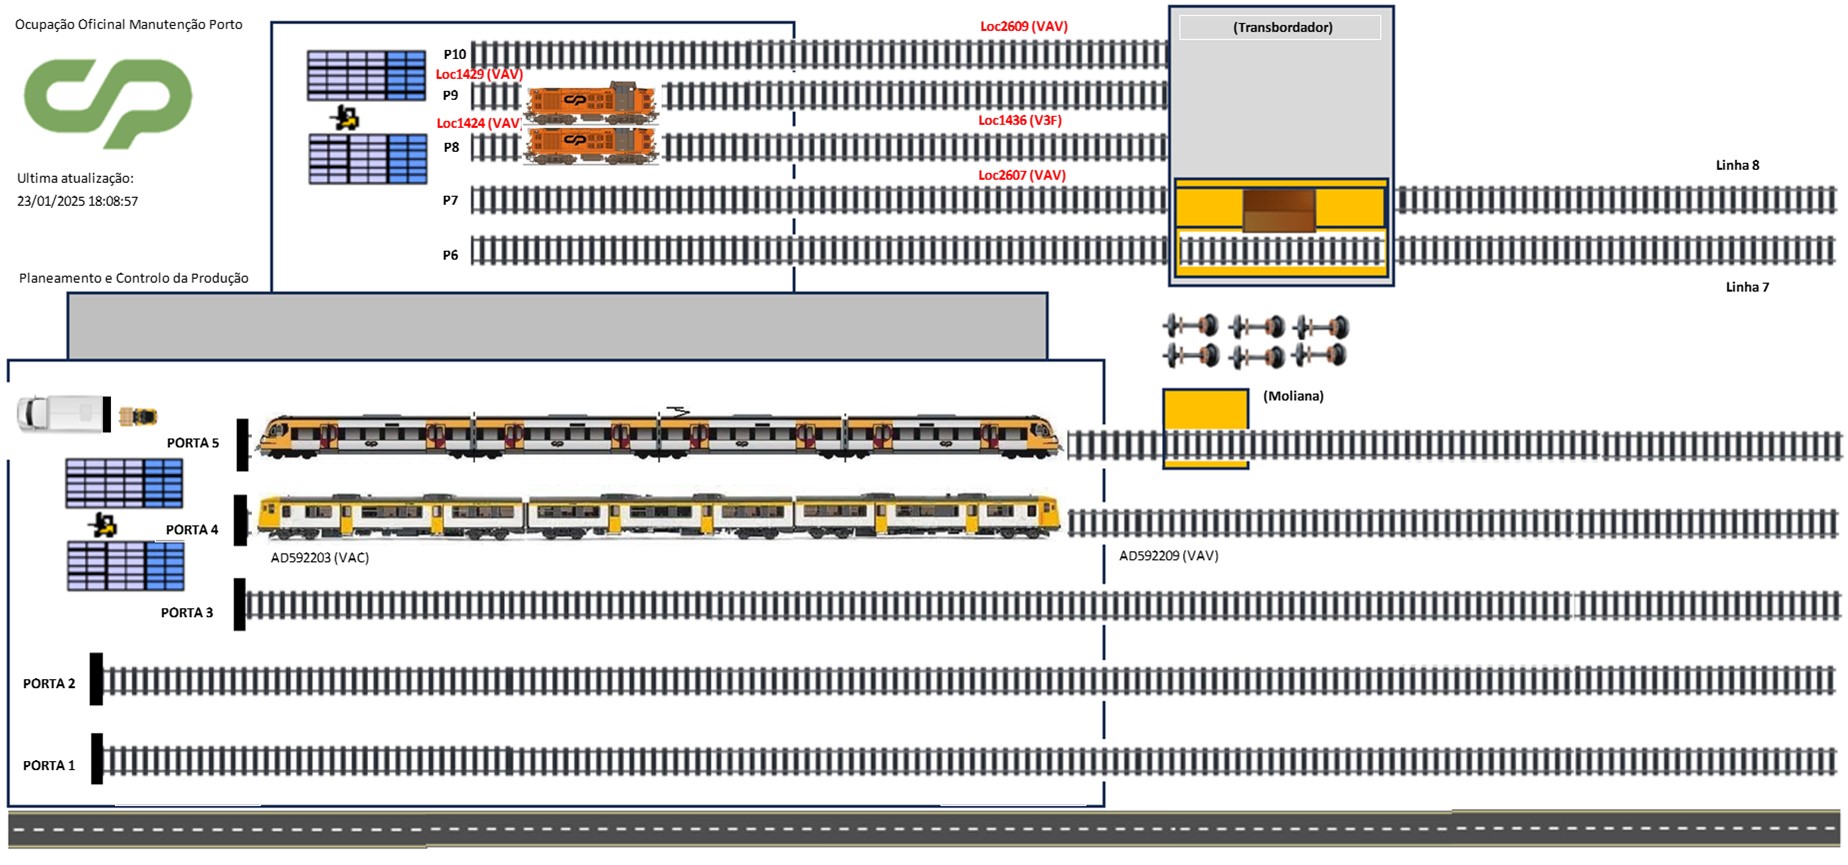 Ocupação Oficinal Manutenção Porto
Loc2609 (VAV)
(Transbordador)
P10
Loc1429 (VAV)
P9
Loc1424 (VAV)
Loc1436 (V3F)
P8
Linha 8
Ultima atualização:
Loc2607 (VAV)
23/01/2025 18:08:57
P7
P6
Planeamento e Controlo da Produção
Linha 7
(Moliana)
PORTA 5
PORTA 4
AD592203 (VAC)
AD592209 (VAV)
PORTA 3
PORTA 2
PORTA 1